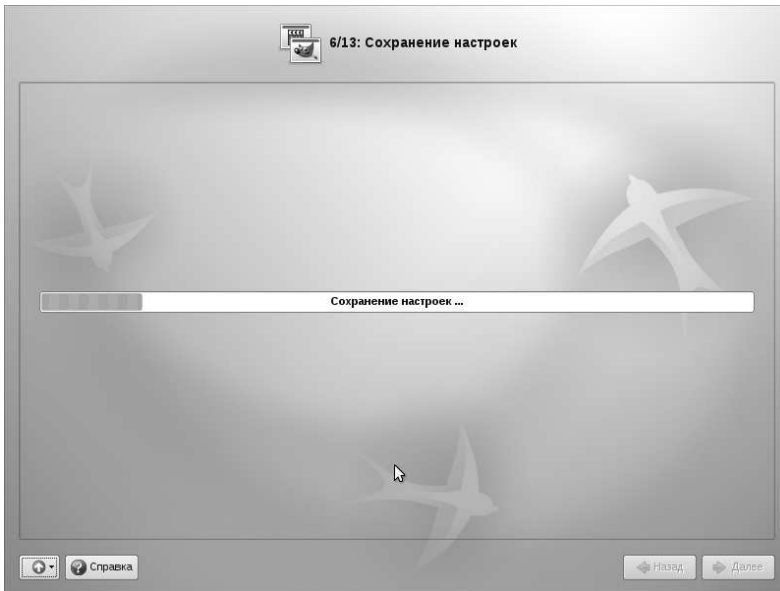 6/13: Сохранение настроек
Сохранение настроек ...
Справка
Назад
Далее